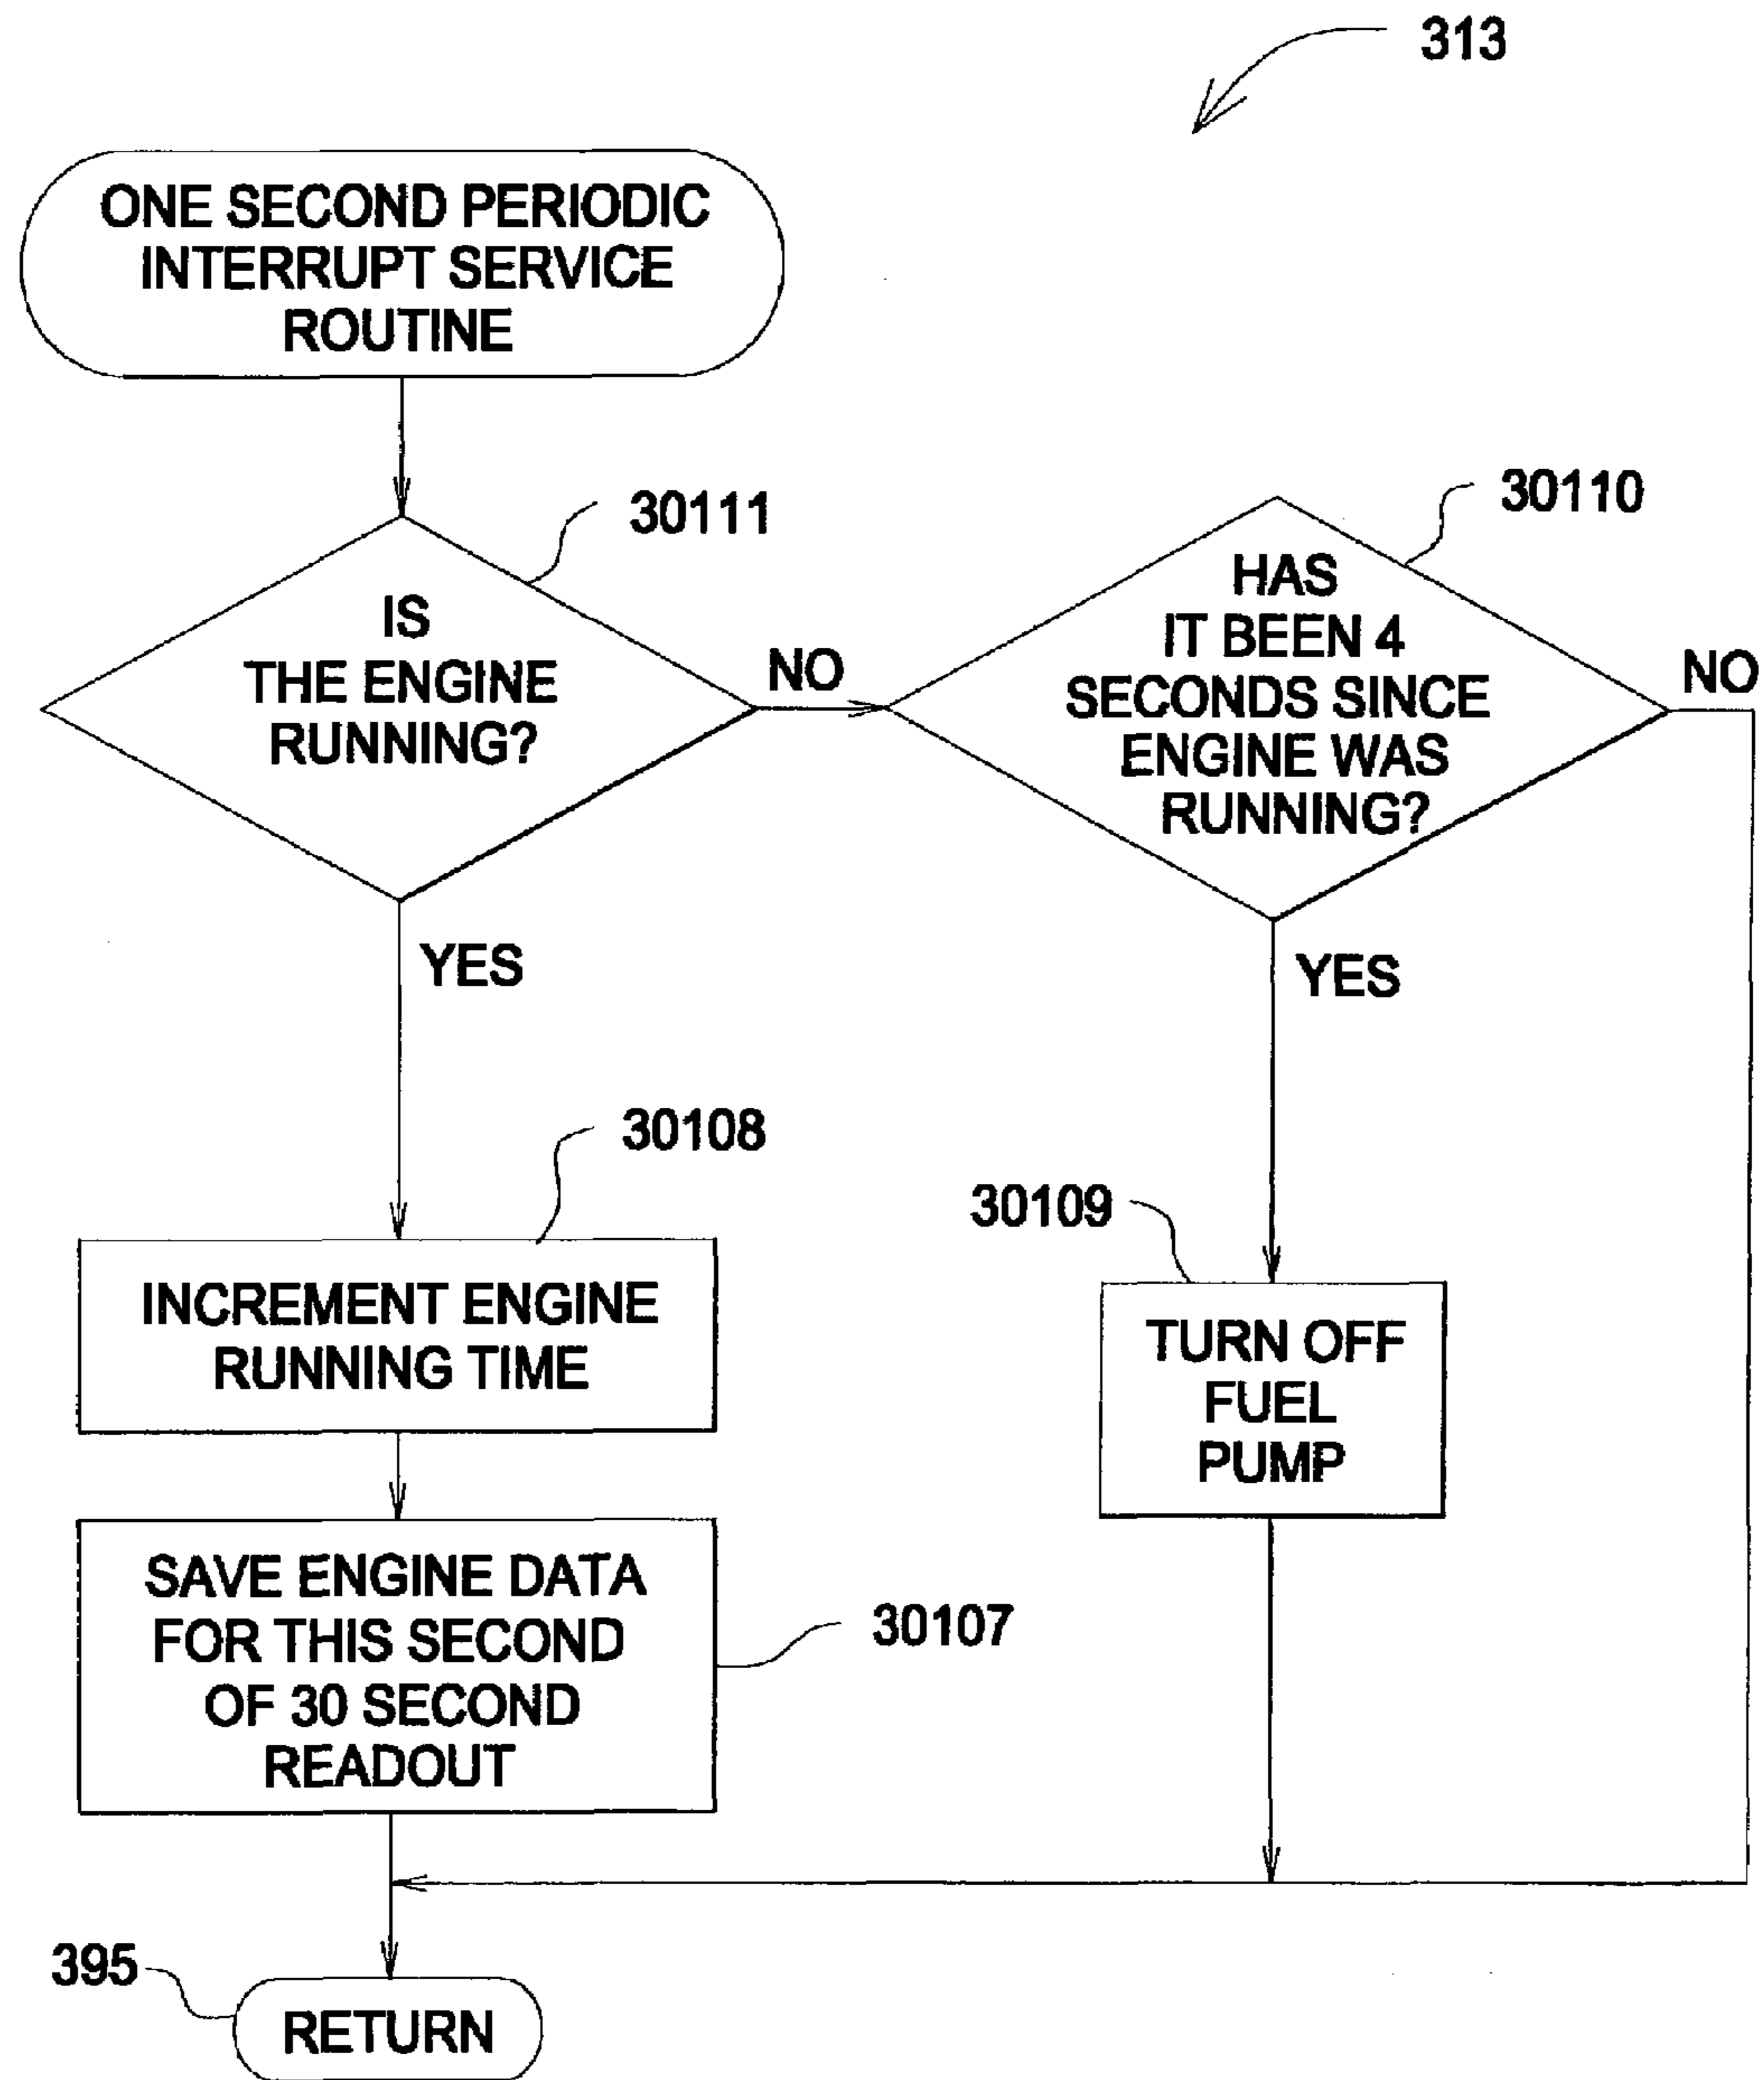 313
ONE SECOND PERIODIC
INTERRUPT SERVICE
ROUTINE
30111
IS
THE ENGINE
RUNNING?
NO
30110
HAS
IT BEEN 4
SECONDS SINCE
ENGINE WAS
RUNNING?
NO
YES
YES
30108
INCREMENT ENGINE
RUNNING TIME
30109
TURN OFF
FUEL
PUMP
SAVE ENGINE DATA
FOR THIS SECOND
OF 30 SECOND
READOUT
30107
395
RETURN